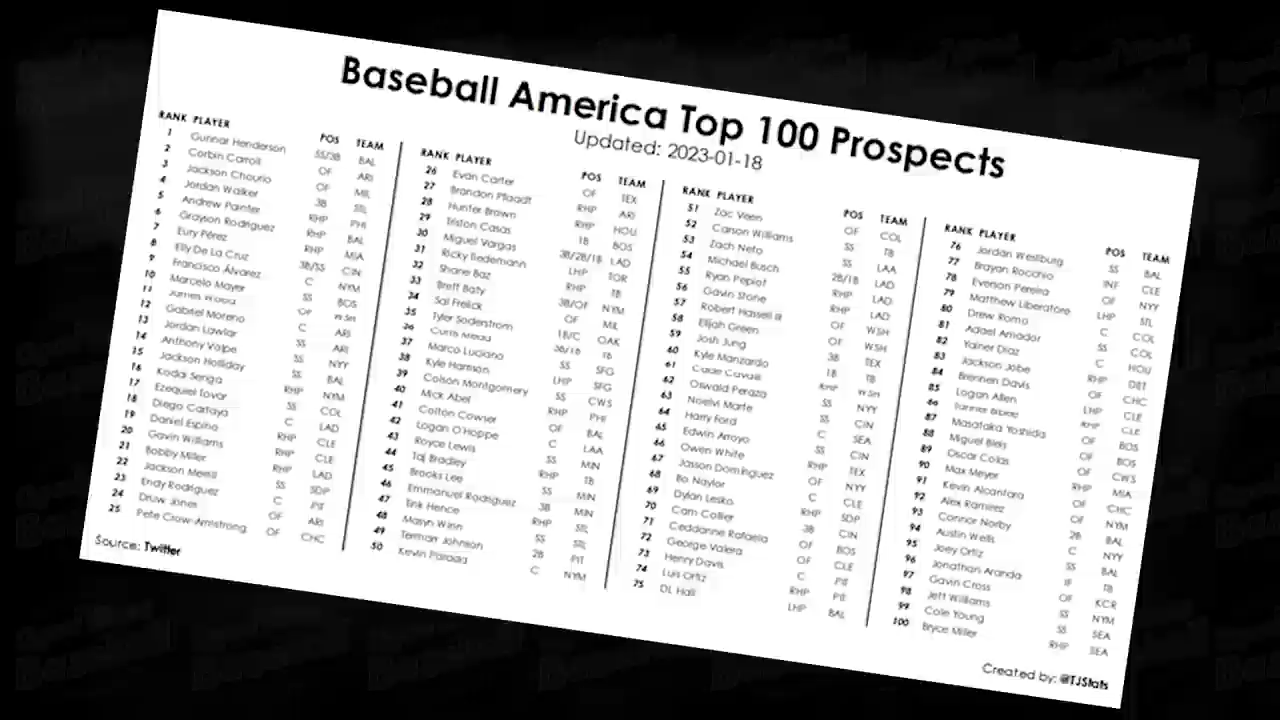 Baseball America Top 100 Prospects
Updated: 2023-01-18
RANK PLAYER POS TEAM
1 Gunnar Henderson SS/3B BAL
2 Corbin Carroll OF ARI
3 Jackson Chourio OF MIL
4 Jordan Walker 3B STL
5 Andrew Painter RHP PHI
6 Grayson Rodriguez RHP BAL
7 Eury Pérez RHP MIA
8 Elly De La Cruz 3B/SS CIN
9 Francisco Álvarez C NYM
10 Marcelo Mayer SS BOS
11 James Wood OF WSH
12 Gabriel Moreno C ARI
13 Jordan Lawlar SS ARI
14 Anthony Volpe SS NYY
15 Jackson Holliday SS BAL
16 Kodai Senga RHP NYM
17 Ezequiel Tovar SS COL
18 Diego Cartaya C LAD
19 Daniel Espino RHP CLE
20 Gavin Williams RHP CLE
21 Bobby Miller RHP LAD
22 Jackson Merrill SS SDP
23 Endy Rodríguez C PIT
24 Druw Jones OF ARI
25 Pete Crow-Armstrong OF CHC
RANK PLAYER POS TEAM
26 Evan Carter OF TEX
27 Brandon Pfaadt RHP ARI
28 Hunter Brown RHP HOU
29 Triston Casas 1B BOS
30 Miguel Vargas 3B/2B/1B LAD
31 Ricky Tiedemann LHP TOR
32 Shane Baz RHP TB
33 Brett Baty 3B/OF NYM
34 Sal Frelick OF MIL
35 Tyler Soderstrom 1B/C OAK
36 Curtis Mead 3B/1B TB
37 Marco Luciano SS SFG
38 Kyle Harrison LHP SFG
39 Colson Montgomery SS CWS
40 Mick Abel RHP PHI
41 Colton Cowser OF BAL
42 Logan O'Hoppe C LAA
43 Royce Lewis SS MIN
44 Taj Bradley RHP TB
45 Brooks Lee SS MIN
46 Emmanuel Rodriguez 3B MIN
47 Tink Hence RHP STL
48 Masyn Winn SS STL
49 Termarr Johnson 2B PIT
50 Kevin Parada C NYM
RANK PLAYER POS TEAM
51 Zac Veen OF COL
52 Carson Williams SS TB
53 Zach Neto SS LAA
54 Michael Busch 2B/1B LAD
55 Ryan Pepiot RHP LAD
56 Gavin Stone RHP LAD
57 Robert Hassell III OF WSH
58 Elijah Green OF WSH
59 Josh Jung 3B TEX
60 Kyle Manzardo 1B TB
61 Cade Cavalli RHP WSH
62 Oswald Peraza SS NYY
63 Noelvi Marte SS CIN
64 Harry Ford C SEA
65 Edwin Arroyo SS CIN
66 Owen White RHP TEX
67 Jasson Domínguez OF NYY
68 Bo Naylor C CLE
69 Dylan Lesko RHP SDP
70 Cam Collier 3B CIN
71 Ceddanne Rafaela OF BOS
72 George Valera OF CLE
73 Henry Davis C PIT
74 Luis Ortiz RHP PIT
75 DL Hall LHP BAL
RANK PLAYER POS TEAM
76 Jordan Westburg SS BAL
77 Brayan Rocchio INF CLE
78 Everson Pereira OF NYY
79 Matthew Liberatore LHP STL
80 Drew Romo C COL
81 Adael Amador SS COL
82 Yainer Diaz C HOU
83 Jackson Jobe RHP DET
84 Brennen Davis OF CHC
85 Logan Allen LHP CLE
86 Tanner Bibee RHP CLE
87 Masataka Yoshida OF BOS
88 Miguel Bleis OF BOS
89 Oscar Colas OF CWS
90 Max Meyer RHP MIA
91 Kevin Alcantara OF CHC
92 Alex Ramirez OF NYM
93 Connor Norby 2B BAL
94 Austin Wells C NYY
95 Joey Ortiz SS BAL
96 Jonathan Aranda IF TB
97 Gavin Cross OF KCR
98 Jett Williams SS NYM
99 Cole Young SS SEA
100 Bryce Miller RHP SEA
Source: Twitter
Created by: @TJStats